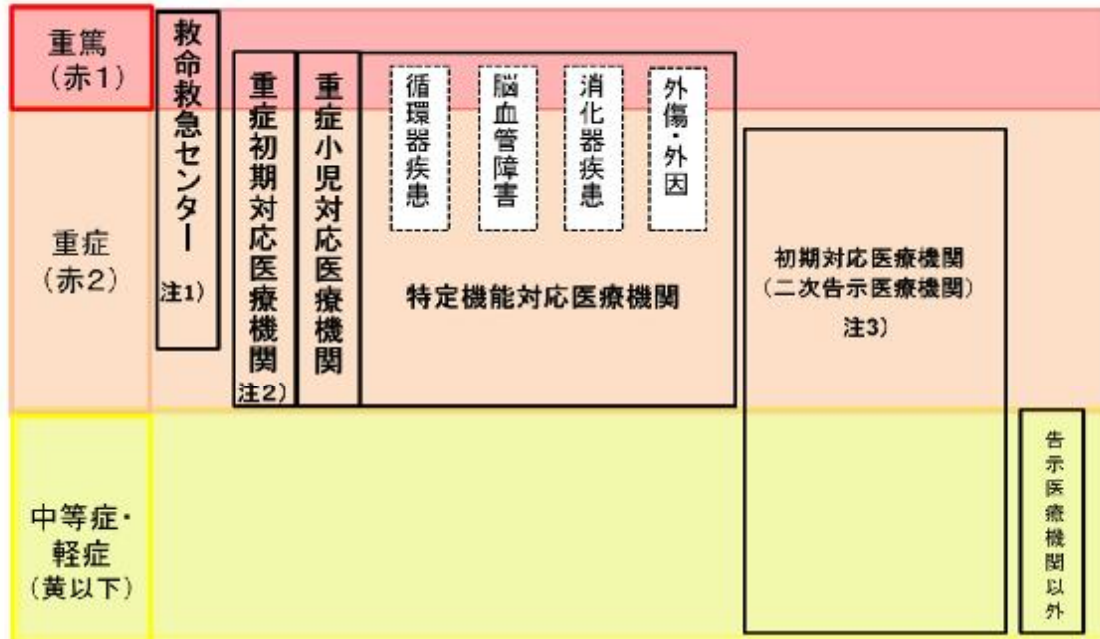 重篤
(赤1)
重症
(赤2)
中等症・
軽症
(黄以下)
救命救急センター
注1)
重症初期対応医療機関
注2)
重症小児対応医療機関
循環器疾患
脳血管障害
消化器疾患
外傷・外因
特定機能対応医療機関
初期対応医療機関
(二次告示医療機関)
注3)
告示医療機関以外